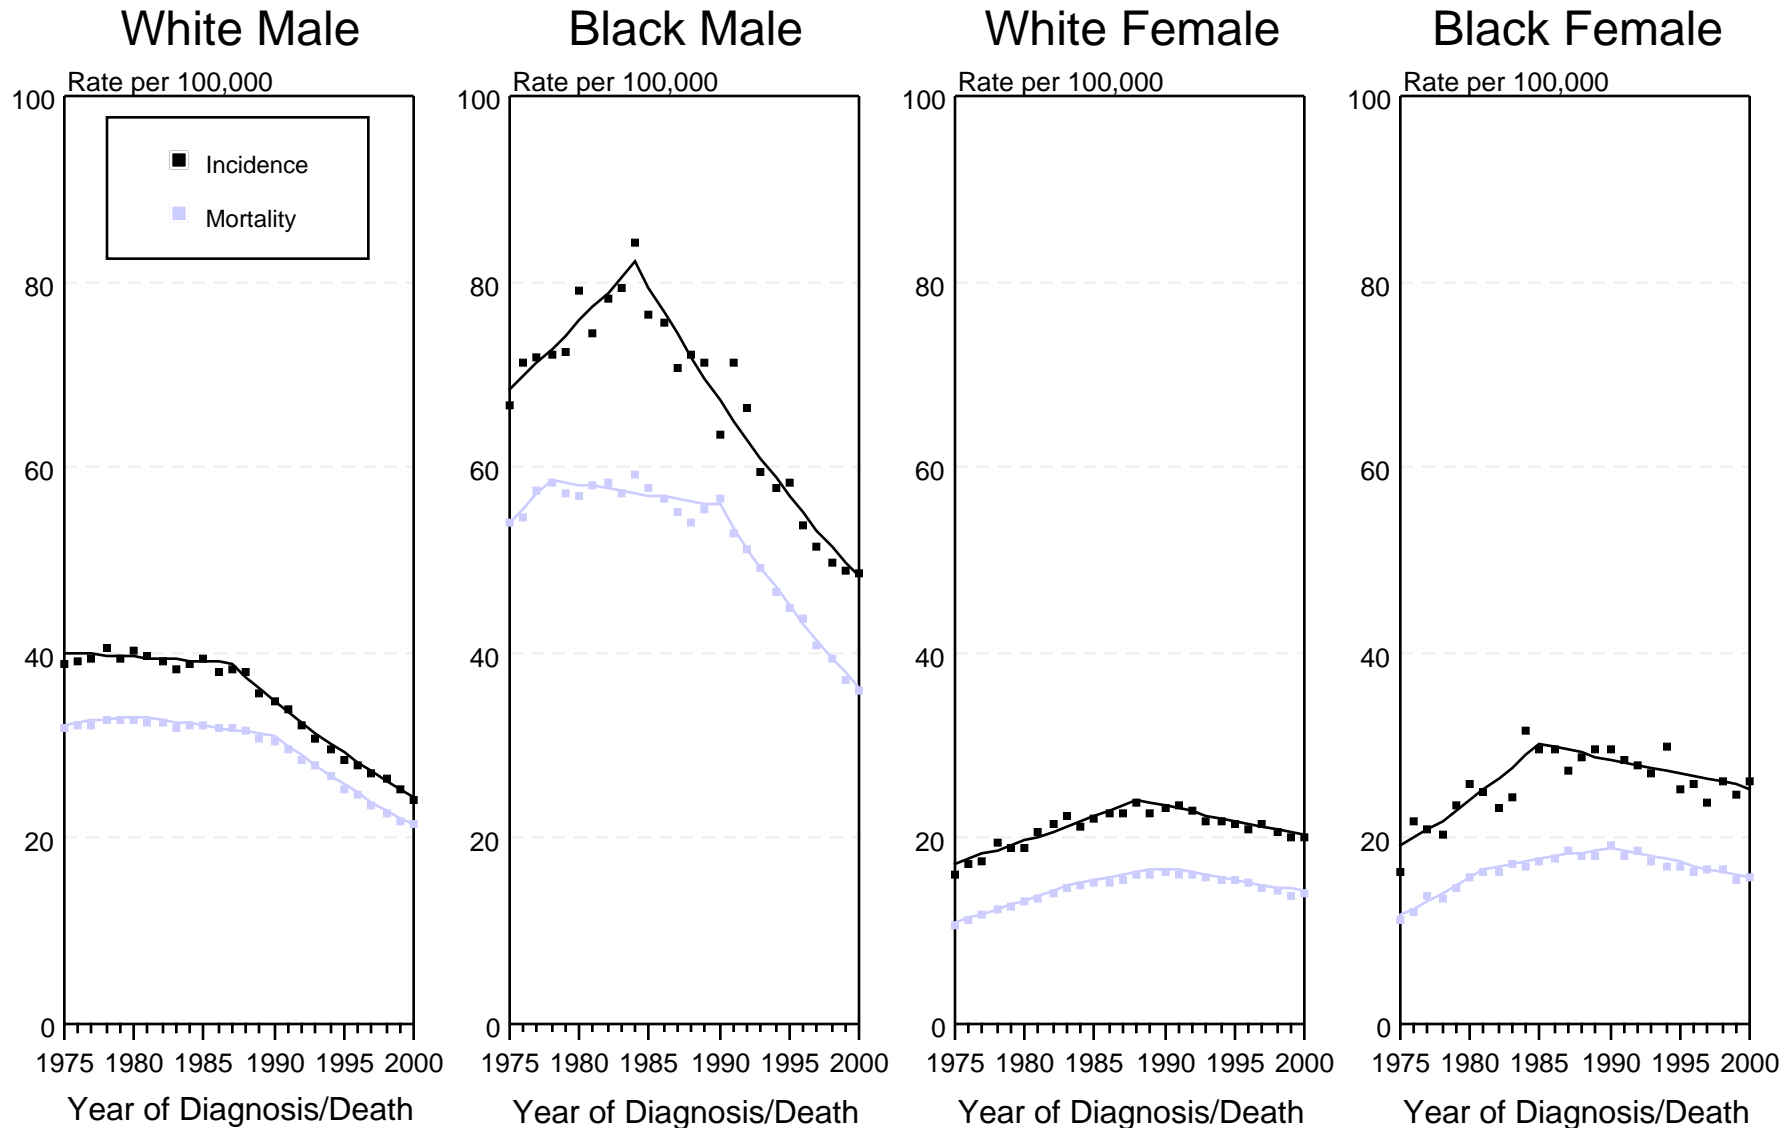 White Male
Black Male
White Female
Black Female
Rate per 100,000
Rate per 100,000
Rate per 100,000
Rate per 100,000
100
80
60
40
20
0
Incidence
Mortality
1975 1980 1985 1990 1995 2000
Year of Diagnosis/Death
100
80
60
40
20
0
1975 1980 1985 1990 1995 2000
Year of Diagnosis/Death
100
80
60
40
20
0
1975 1980 1985 1990 1995 2000
Year of Diagnosis/Death
100
80
60
40
20
0
1975 1980 1985 1990 1995 2000
Year of Diagnosis/Death